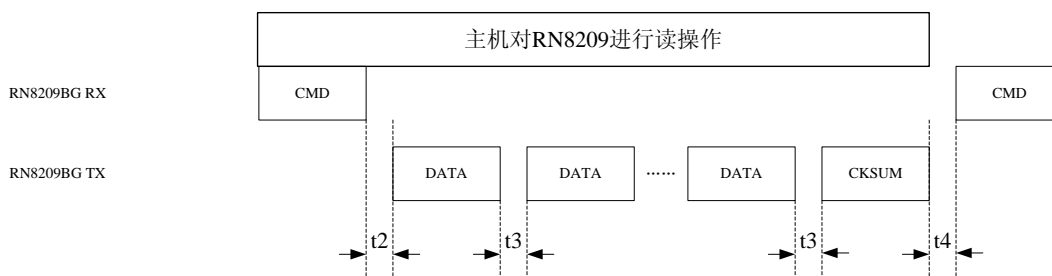 主机对RN8209进行读操作
RN8209BG RX
CMD
CMD
RN8209BG TX
DATA
DATA
......
DATA
CKSUM
t2
t3
t3
t4